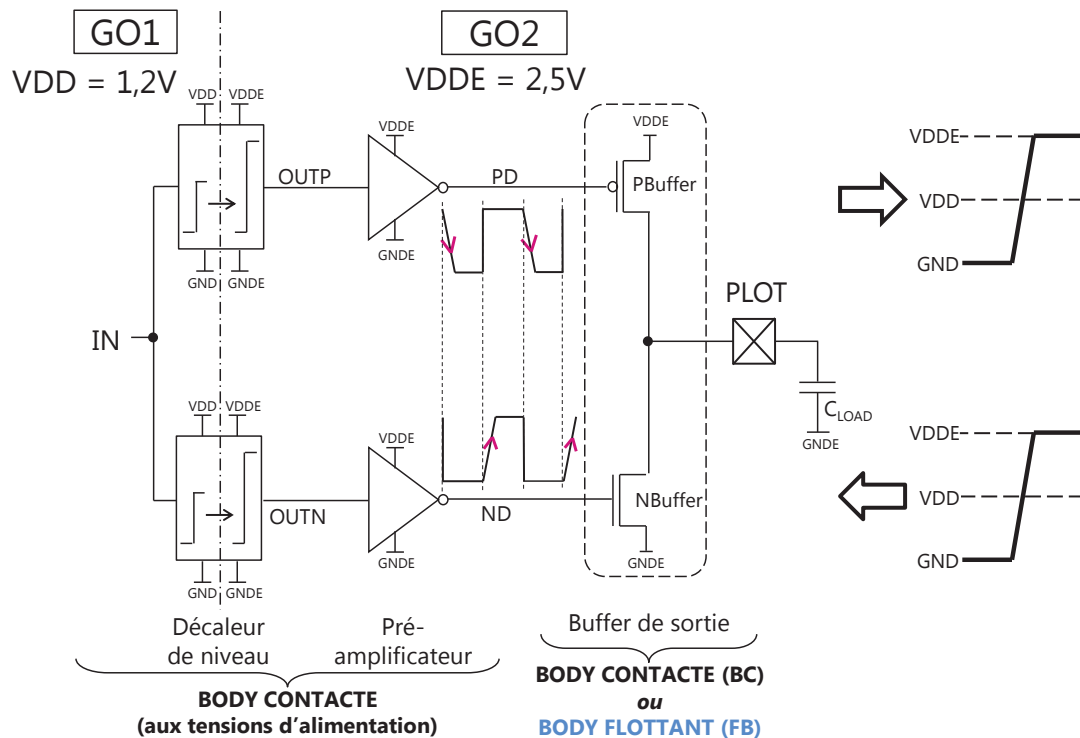 GO1
VDD = 1,2V
GO2
VDDE = 2,5V
VDD VDDE
GND GNDE
OUTP
VDDE
GNDE
PD
VDDE
PBuffer
VDDE
VDD
GND
IN
PLOT
C_LOAD
GNDE
VDD VDDE
GND GNDE
OUTN
VDDE
GNDE
ND
NBuffer
GNDE
VDDE
VDD
GND
Décaleur
de niveau
Pré-
amplificateur
Buffer de sortie
BODY CONTACTE
(aux tensions d'alimentation)
BODY CONTACTE (BC)
ou
BODY FLOTTANT (FB)